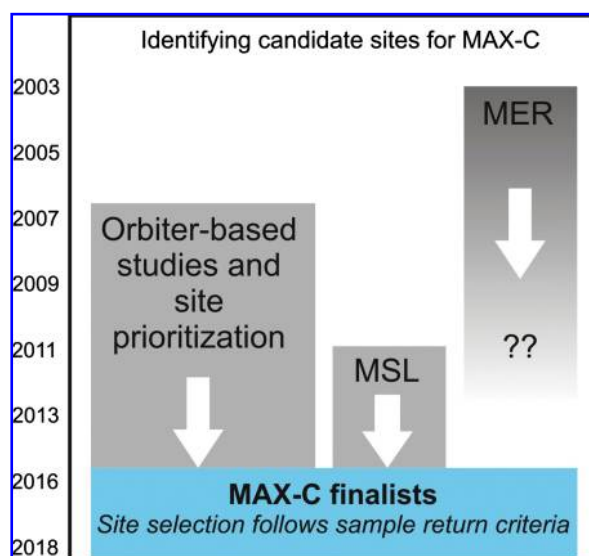 Identifying candidate sites for MAX-C
2003
2005
2007
2009
2011
2013
2016
2018
MER
??
Orbiter-based
studies and
site
prioritization
MSL
MAX-C finalists
Site selection follows sample return criteria